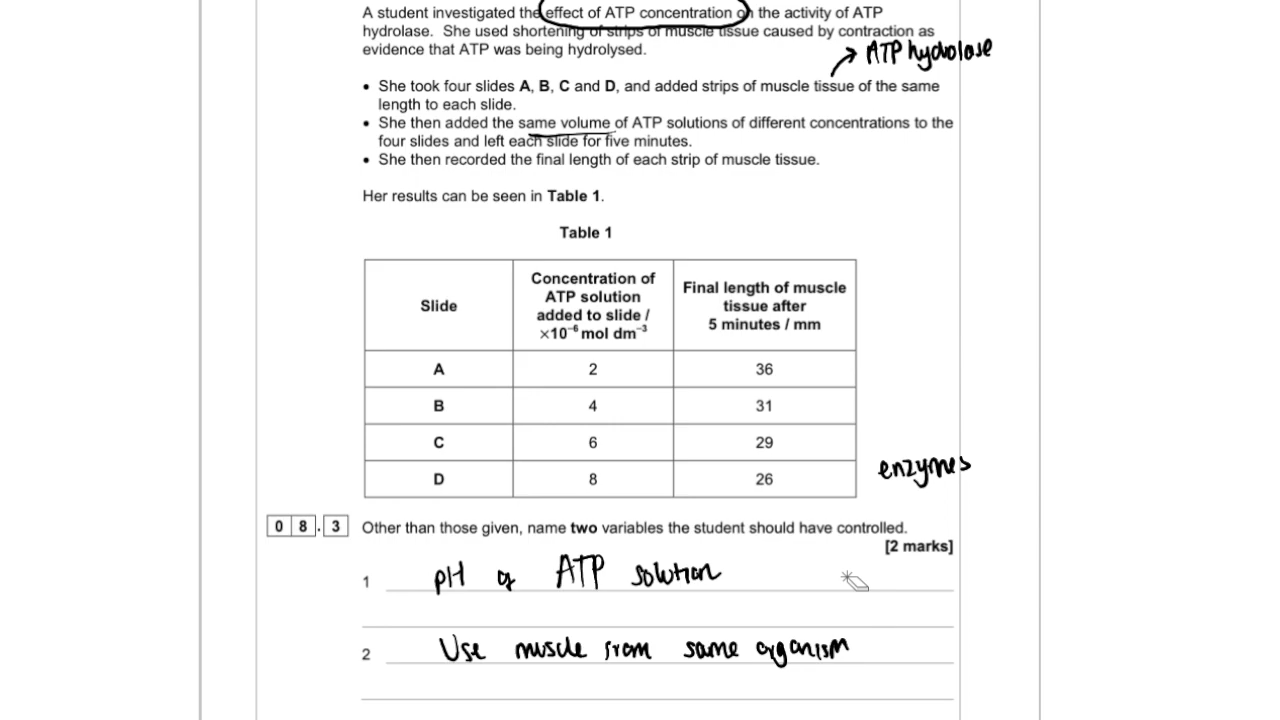 A student investigated the effect of ATP concentration on the activity of ATP
hydrolase. She used shortening of strips of muscle tissue caused by contraction as
evidence that ATP was being hydrolysed.
ATP hydrolase
• She took four slides A, B, C and D, and added strips of muscle tissue of the same
length to each slide.
• She then added the same volume of ATP solutions of different concentrations to the
four slides and left each slide for five minutes.
• She then recorded the final length of each strip of muscle tissue.
Her results can be seen in Table 1.
Table 1
Slide
Concentration of
ATP solution
added to slide /
×10⁻⁶ mol dm⁻³
Final length of muscle
tissue after
5 minutes / mm
A 2 36
B 4 31
C 6 29
D 8 26
enzymes
0 8 . 3 Other than those given, name two variables the student should have controlled.
[2 marks]
1 pH of ATP solution
2 Use muscle from same organism